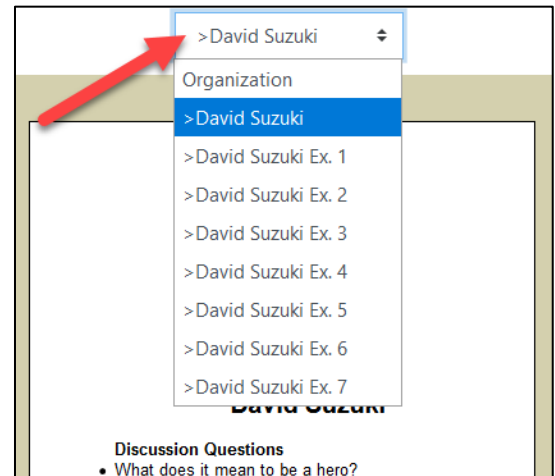 >David Suzuki
Organization
>David Suzuki
>David Suzuki Ex. 1
>David Suzuki Ex. 2
>David Suzuki Ex. 3
>David Suzuki Ex. 4
>David Suzuki Ex. 5
>David Suzuki Ex. 6
>David Suzuki Ex. 7
David Suzuki
Discussion Questions
• What does it mean to be a hero?